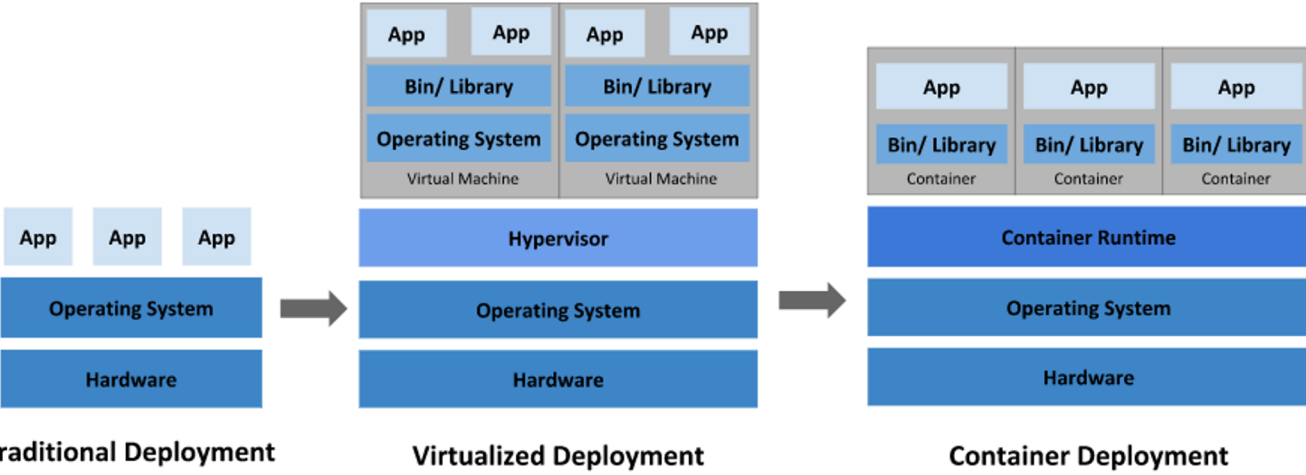 App App App
Operating System
Hardware
raditional Deployment
App App App App
Bin/ Library Bin/ Library
Operating System Operating System
Virtual Machine Virtual Machine
Hypervisor
Operating System
Hardware
Virtualized Deployment
App App App
Bin/ Library Bin/ Library Bin/ Library
Container Container Container
Container Runtime
Operating System
Hardware
Container Deployment